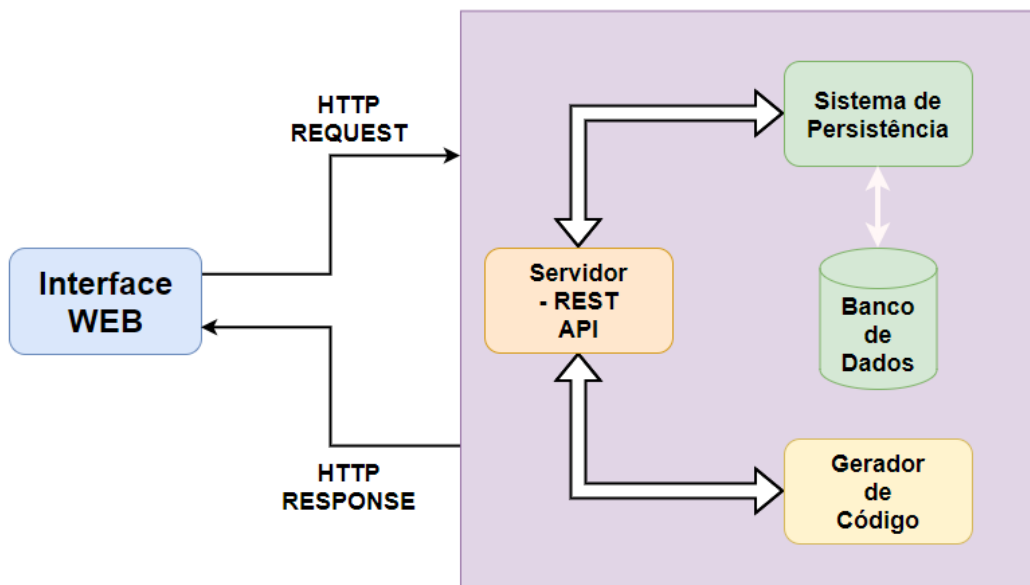 HTTP
REQUEST
Interface
WEB
HTTP
RESPONSE
Sistema de
Persistência
Servidor
- REST
API
Banco
de
Dados
Gerador
de
Código